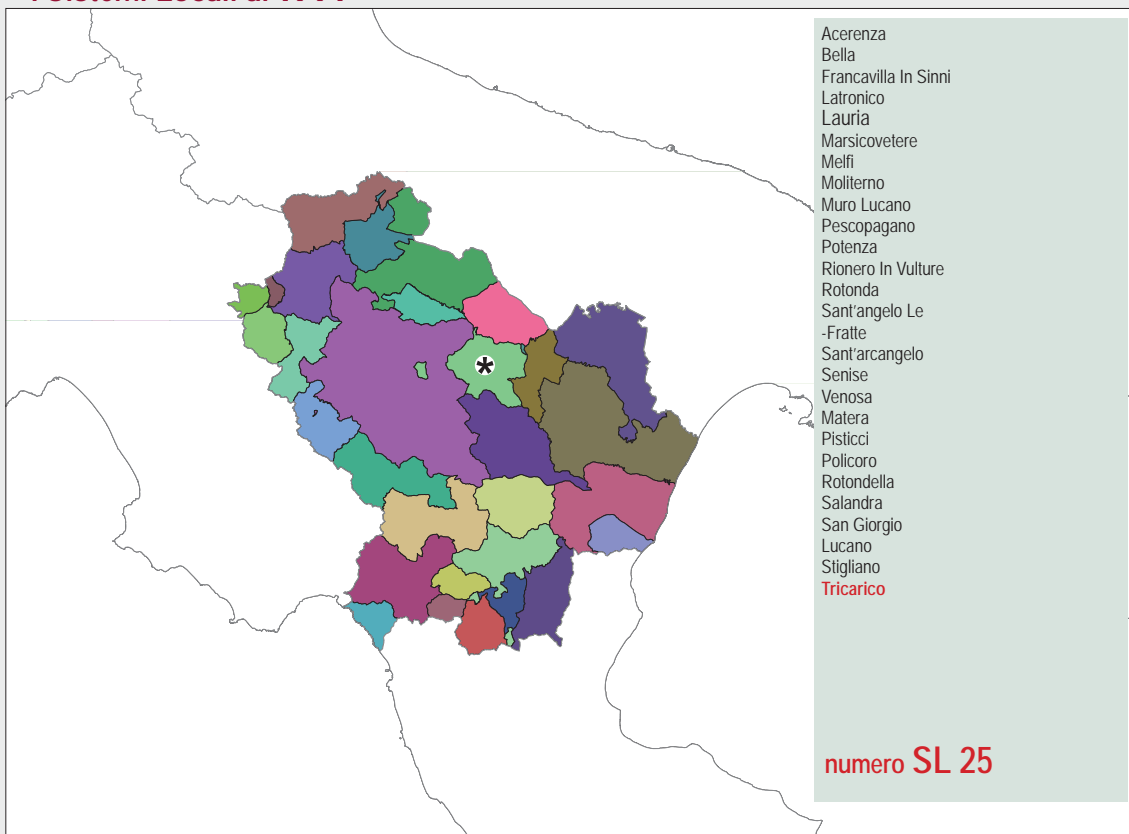 Acerenza
Bella
Francavilla In Sinni
Latronico
Lauria
Marsicovetere
Melfi
Moliterno
Muro Lucano
Pescopagano
Potenza
Rionero In Vulture
Rotonda
Sant'angelo Le
-Fratte
Sant'arcangelo
Senise
Venosa
Matera
Pisticci
Policoro
Rotondella
Salandra
San Giorgio
Lucano
Stigliano
Tricarico
numero SL 25
*